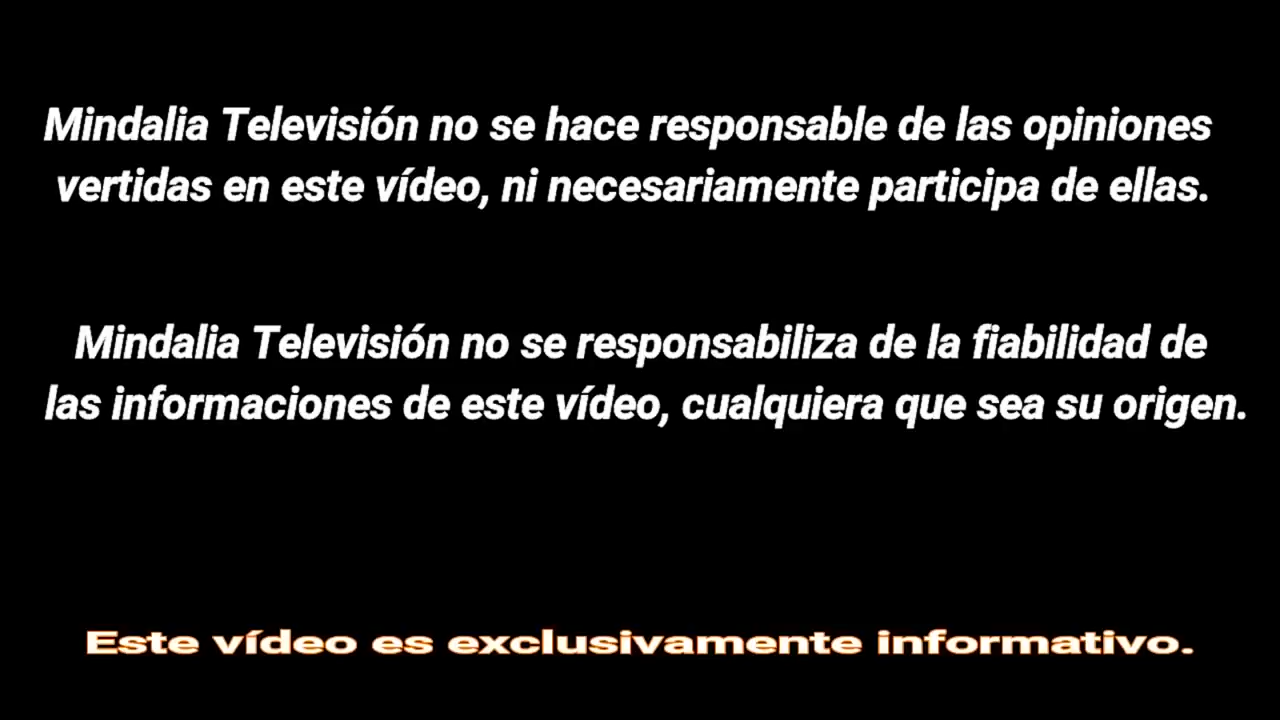 Mindalia Televisión no se hace responsable de las opiniones
vertidas en este vídeo, ni necesariamente participa de ellas.
Mindalia Televisión no se responsabiliza de la fiabilidad de
las informaciones de este vídeo, cualquiera que sea su origen.
Este vídeo es exclusivamente informativo.